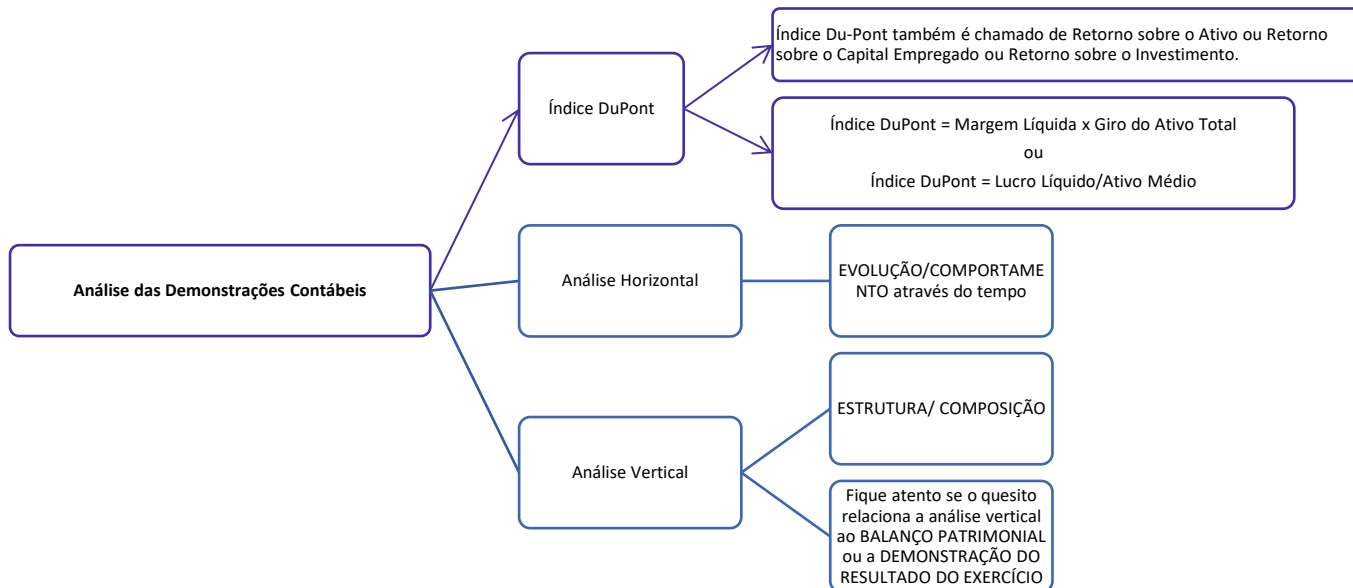 Índice Du-Pont também é chamado de Retorno sobre o Ativo ou Retorno
sobre o Capital Empregado ou Retorno sobre o Investimento.
Índice DuPont
Índice DuPont = Margem Líquida x Giro do Ativo Total
ou
Índice DuPont = Lucro Líquido/Ativo Médio
Análise das Demonstrações Contábeis
Análise Horizontal
EVOLUÇÃO/COMPORTAME
NTO através do tempo
Análise Vertical
ESTRUTURA/ COMPOSIÇÃO
Fique atento se o quesito
relaciona a análise vertical
ao BALANÇO PATRIMONIAL
ou a DEMONSTRAÇÃO DO
RESULTADO DO EXERCÍCIO